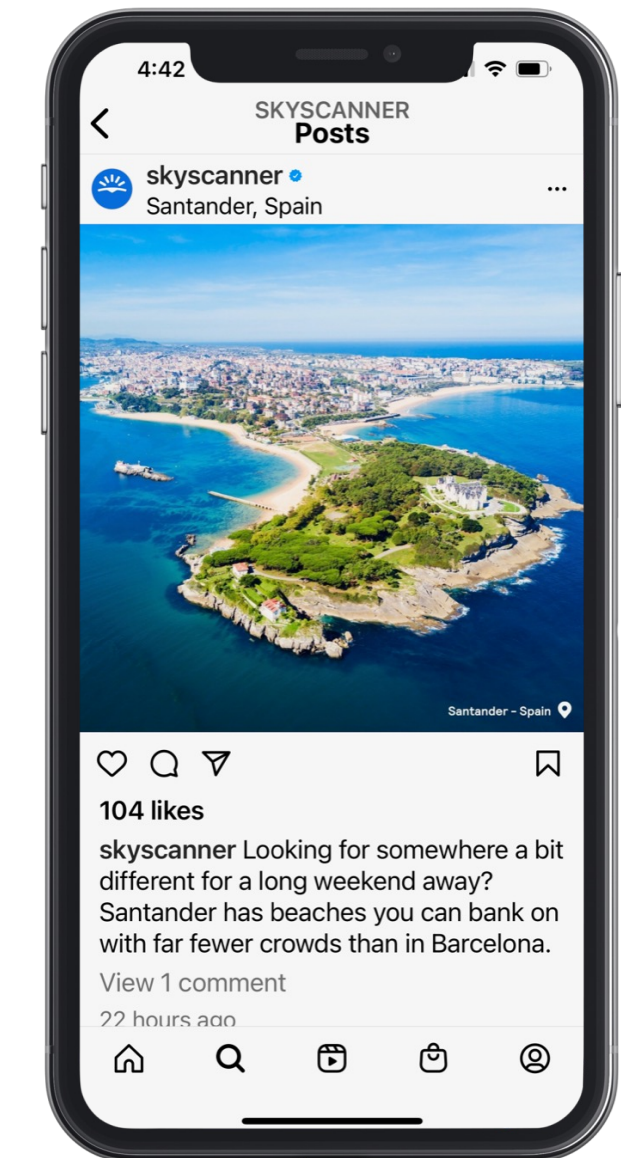 4:42
SKYSCANNER
Posts
skyscanner
Santander, Spain
Santander - Spain
104 likes
skyscanner Looking for somewhere a bit
different for a long weekend away?
Santander has beaches you can bank on
with far fewer crowds than in Barcelona.
View 1 comment
22 hours ago